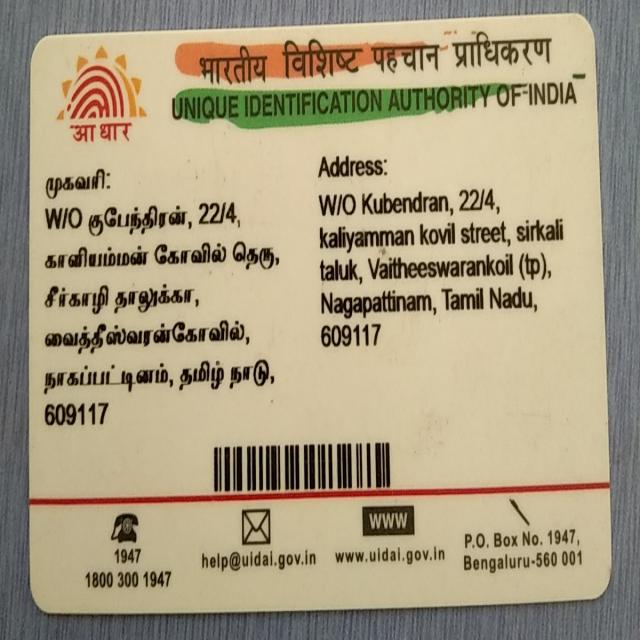 भारतीय विशिष्ट पहचान प्राधिकरण
UNIQUE IDENTIFICATION AUTHORITY OF INDIA
आधार
முகவரி:
W/O குபேந்திரன், 22/4,
காளியம்மன் கோவில் தெரு,
சீர்காழி தாலுக்கா,
வைத்தீஸ்வரன்கோவில்,
நாகப்பட்டினம், தமிழ் நாடு,
609117
Address:
W/O Kubendran, 22/4,
kaliyamman kovil street, sirkali
taluk, Vaitheeswarankoil (tp),
Nagapattinam, Tamil Nadu,
609117
1947
1800 300 1947
help@uidai.gov.in
WWW
www.uidai.gov.in
P.O. Box No. 1947,
Bengaluru-560 001